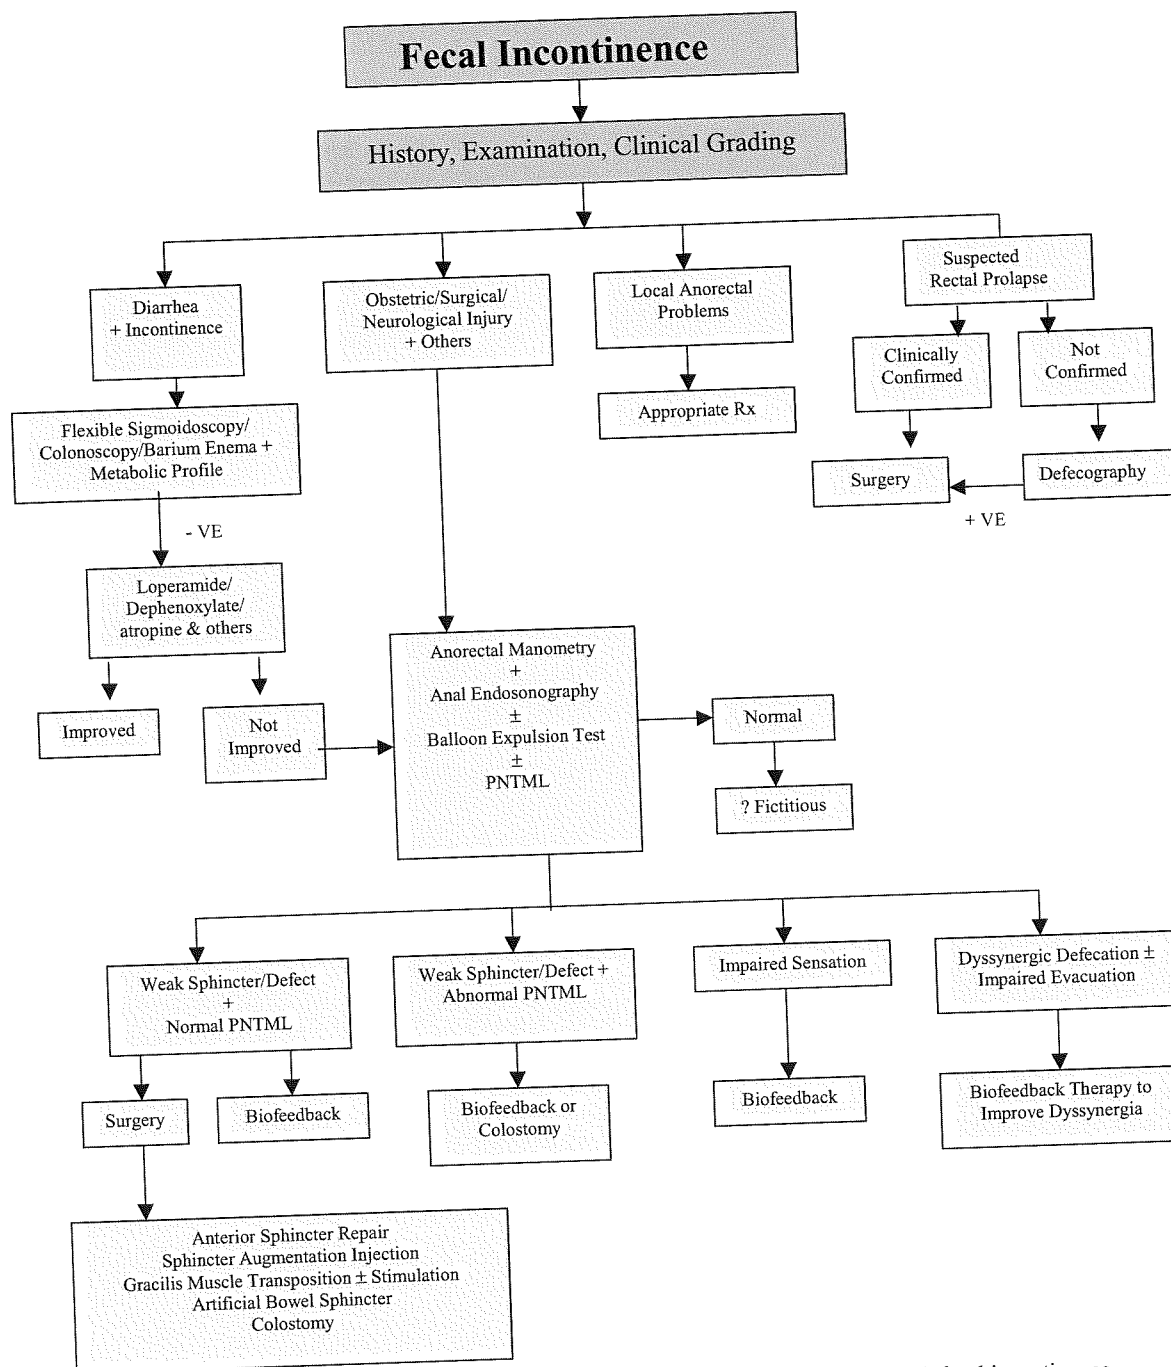 Fecal Incontinence
History, Examination, Clinical Grading
Diarrhea
+ Incontinence
Obstetric/Surgical/
Neurological Injury
+ Others
Local Anorectal
Problems
Suspected
Rectal Prolapse
Clinically
Confirmed
Not
Confirmed
Flexible Sigmoidoscopy/
Colonoscopy/Barium Enema +
Metabolic Profile
Appropriate Rx
Surgery
Defecography
+ VE
- VE
Loperamide/
Dephenoxylate/
atropine & others
Improved
Not
Improved
Anorectal Manometry
+
Anal Endosonography
±
Balloon Expulsion Test
±
PNTML
Normal
? Fictitious
Weak Sphincter/Defect
+
Normal PNTML
Weak Sphincter/Defect +
Abnormal PNTML
Impaired Sensation
Dyssynergic Defecation ±
Impaired Evacuation
Surgery
Biofeedback
Biofeedback or
Colostomy
Biofeedback
Biofeedback Therapy to
Improve Dyssynergia
Anterior Sphincter Repair
Sphincter Augmentation Injection
Gracilis Muscle Transposition ± Stimulation
Artificial Bowel Sphincter
Colostomy